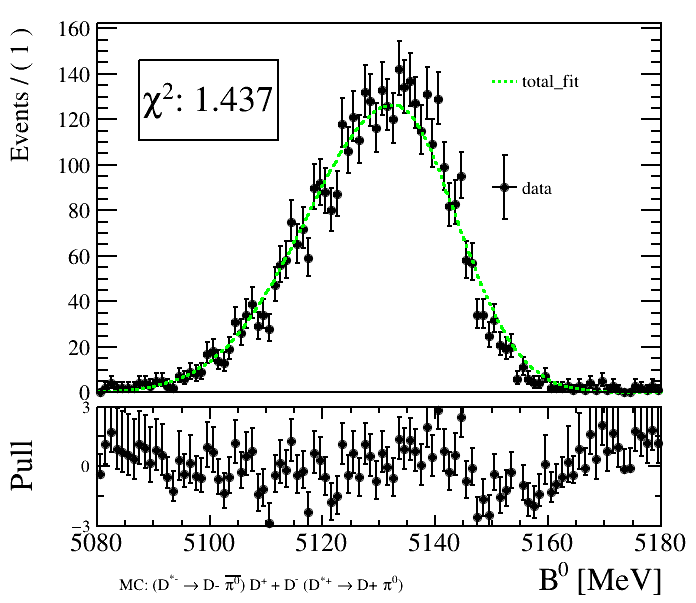 Events / ( 1 )
160
140
120
100
80
60
40
20
0
χ²: 1.437
total_fit
data
Pull
3
0
−3
5080 5100 5120 5140 5160 5180
B⁰ [MeV]
MC: (D*⁻ → D- π⁰) D⁺ + D⁻ (D*⁺ → D+ π⁰)